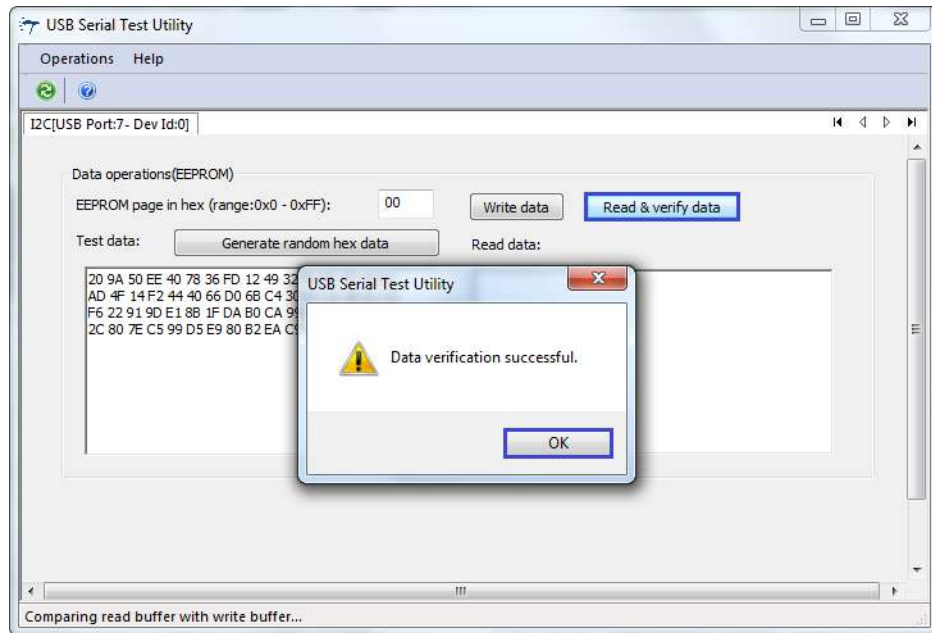 USB Serial Test Utility
Operations Help
I2C[USB Port:7- Dev Id:0]
Data operations(EEPROM)
EEPROM page in hex (range:0x0 - 0xFF): 00 Write data Read & verify data
Test data: Generate random hex data Read data:
20 9A 50 EE 40 78 36 FD 12 49 32
AD 4F 14 F2 44 40 66 D0 6B C4 30
F6 22 91 9D E1 8B 1F DA B0 CA 99
2C 80 7E C5 99 D5 E9 80 B2 EA C9
USB Serial Test Utility
Data verification successful.
OK
Comparing read buffer with write buffer...